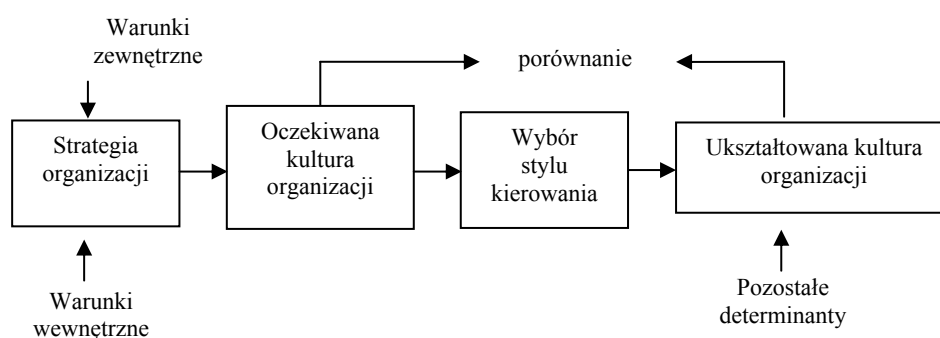 Warunki
zewnętrzne
porównanie
Strategia
organizacji
Oczekiwana
kultura
organizacji
Wybór
stylu
kierowania
Ukształtowana kultura
organizacji
Warunki
wewnętrzne
Pozostałe
determinanty